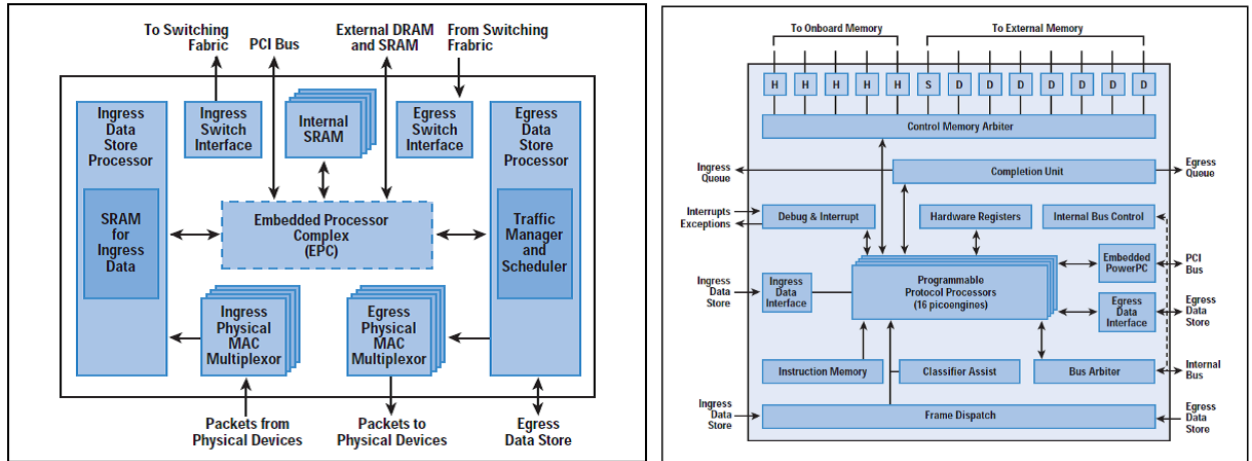 To Switching
Fabric
PCI Bus
External DRAM
and SRAM
From Switching
Frabric
Ingress
Data
Store
Processor
SRAM
for
Ingress
Data
Ingress
Switch
Interface
Internal
SRAM
Egress
Switch
Interface
Egress
Data
Store
Processor
Traffic
Manager
and
Scheduler
Embedded Processor
Complex
(EPC)
Ingress
Physical
MAC
Multiplexor
Egress
Physical
MAC
Multiplexor
Packets from
Physical Devices
Packets to
Physical Devices
Egress
Data Store
To Onboard Memory
To External Memory
H H H H H S D D D D D D D
Control Memory Arbiter
Ingress
Queue
Completion Unit
Egress
Queue
Interrupts
Exceptions
Debug & Interrupt
Hardware Registers
Internal Bus Control
Ingress
Data
Store
Ingress
Data
Interface
Programmable
Protocol Processors
(16 picoengines)
Embedded
PowerPC
PCI
Bus
Egress
Data
Interface
Egress
Data
Store
Instruction Memory
Classifier Assist
Bus Arbiter
Internal
Bus
Ingress
Data
Store
Frame Dispatch
Egress
Data
Store